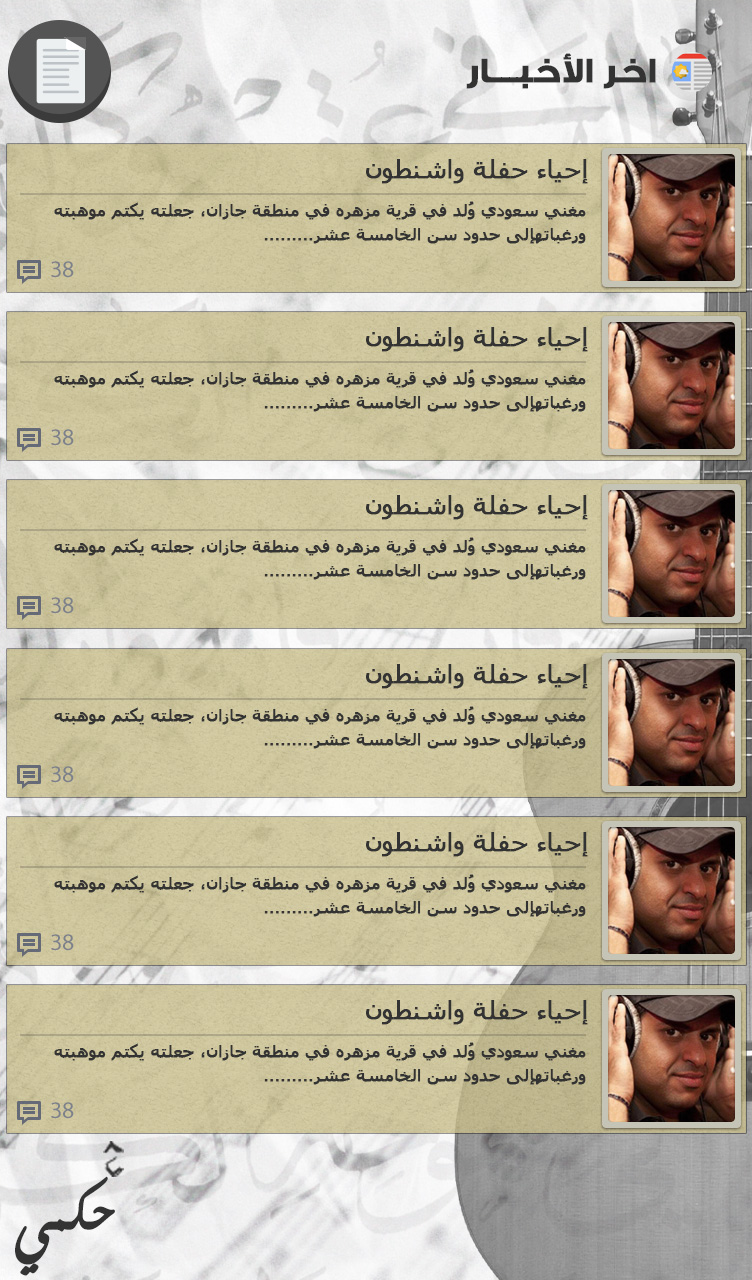 اخر الأخبـــار
إحياء حفلة واشنطون
مغني سعودي وُلد في قرية مزهره في منطقة جازان، جعلته يكتم موهبته
ورغباتهإلى حدود سن الخامسة عشر.........
38
إحياء حفلة واشنطون
مغني سعودي وُلد في قرية مزهره في منطقة جازان، جعلته يكتم موهبته
ورغباتهإلى حدود سن الخامسة عشر.........
38
إحياء حفلة واشنطون
مغني سعودي وُلد في قرية مزهره في منطقة جازان، جعلته يكتم موهبته
ورغباتهإلى حدود سن الخامسة عشر.........
38
إحياء حفلة واشنطون
مغني سعودي وُلد في قرية مزهره في منطقة جازان، جعلته يكتم موهبته
ورغباتهإلى حدود سن الخامسة عشر.........
38
إحياء حفلة واشنطون
مغني سعودي وُلد في قرية مزهره في منطقة جازان، جعلته يكتم موهبته
ورغباتهإلى حدود سن الخامسة عشر.........
38
إحياء حفلة واشنطون
مغني سعودي وُلد في قرية مزهره في منطقة جازان، جعلته يكتم موهبته
ورغباتهإلى حدود سن الخامسة عشر.........
38
حكمي